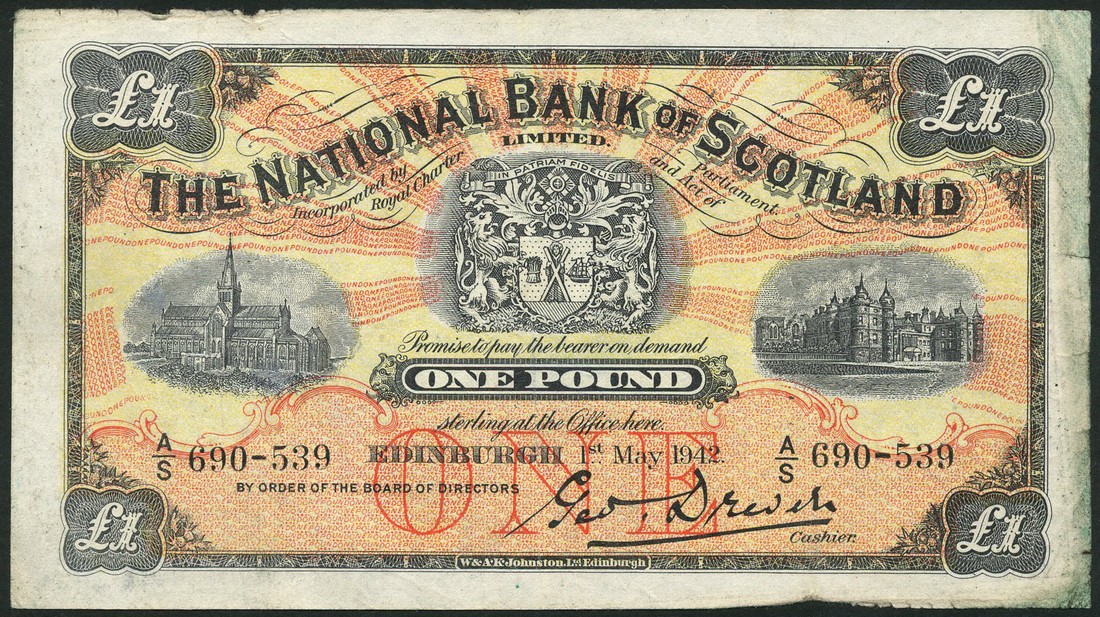 £1
£1
THE NATIONAL BANK OF SCOTLAND
LIMITED.
Incorporated by Royal Charter
and Act of Parliament.
IN PATRIAM FIDELIS
Promise to pay the bearer on demand
ONE POUND
sterling at the Office here.
ONE
EDINBURGH 1st May, 1942.
A/S 690-539
A/S 690-539
BY ORDER OF THE BOARD OF DIRECTORS
Geo. Drever
Cashier.
£1
£1
W. & A.K. Johnston, Ltd. Edinburgh